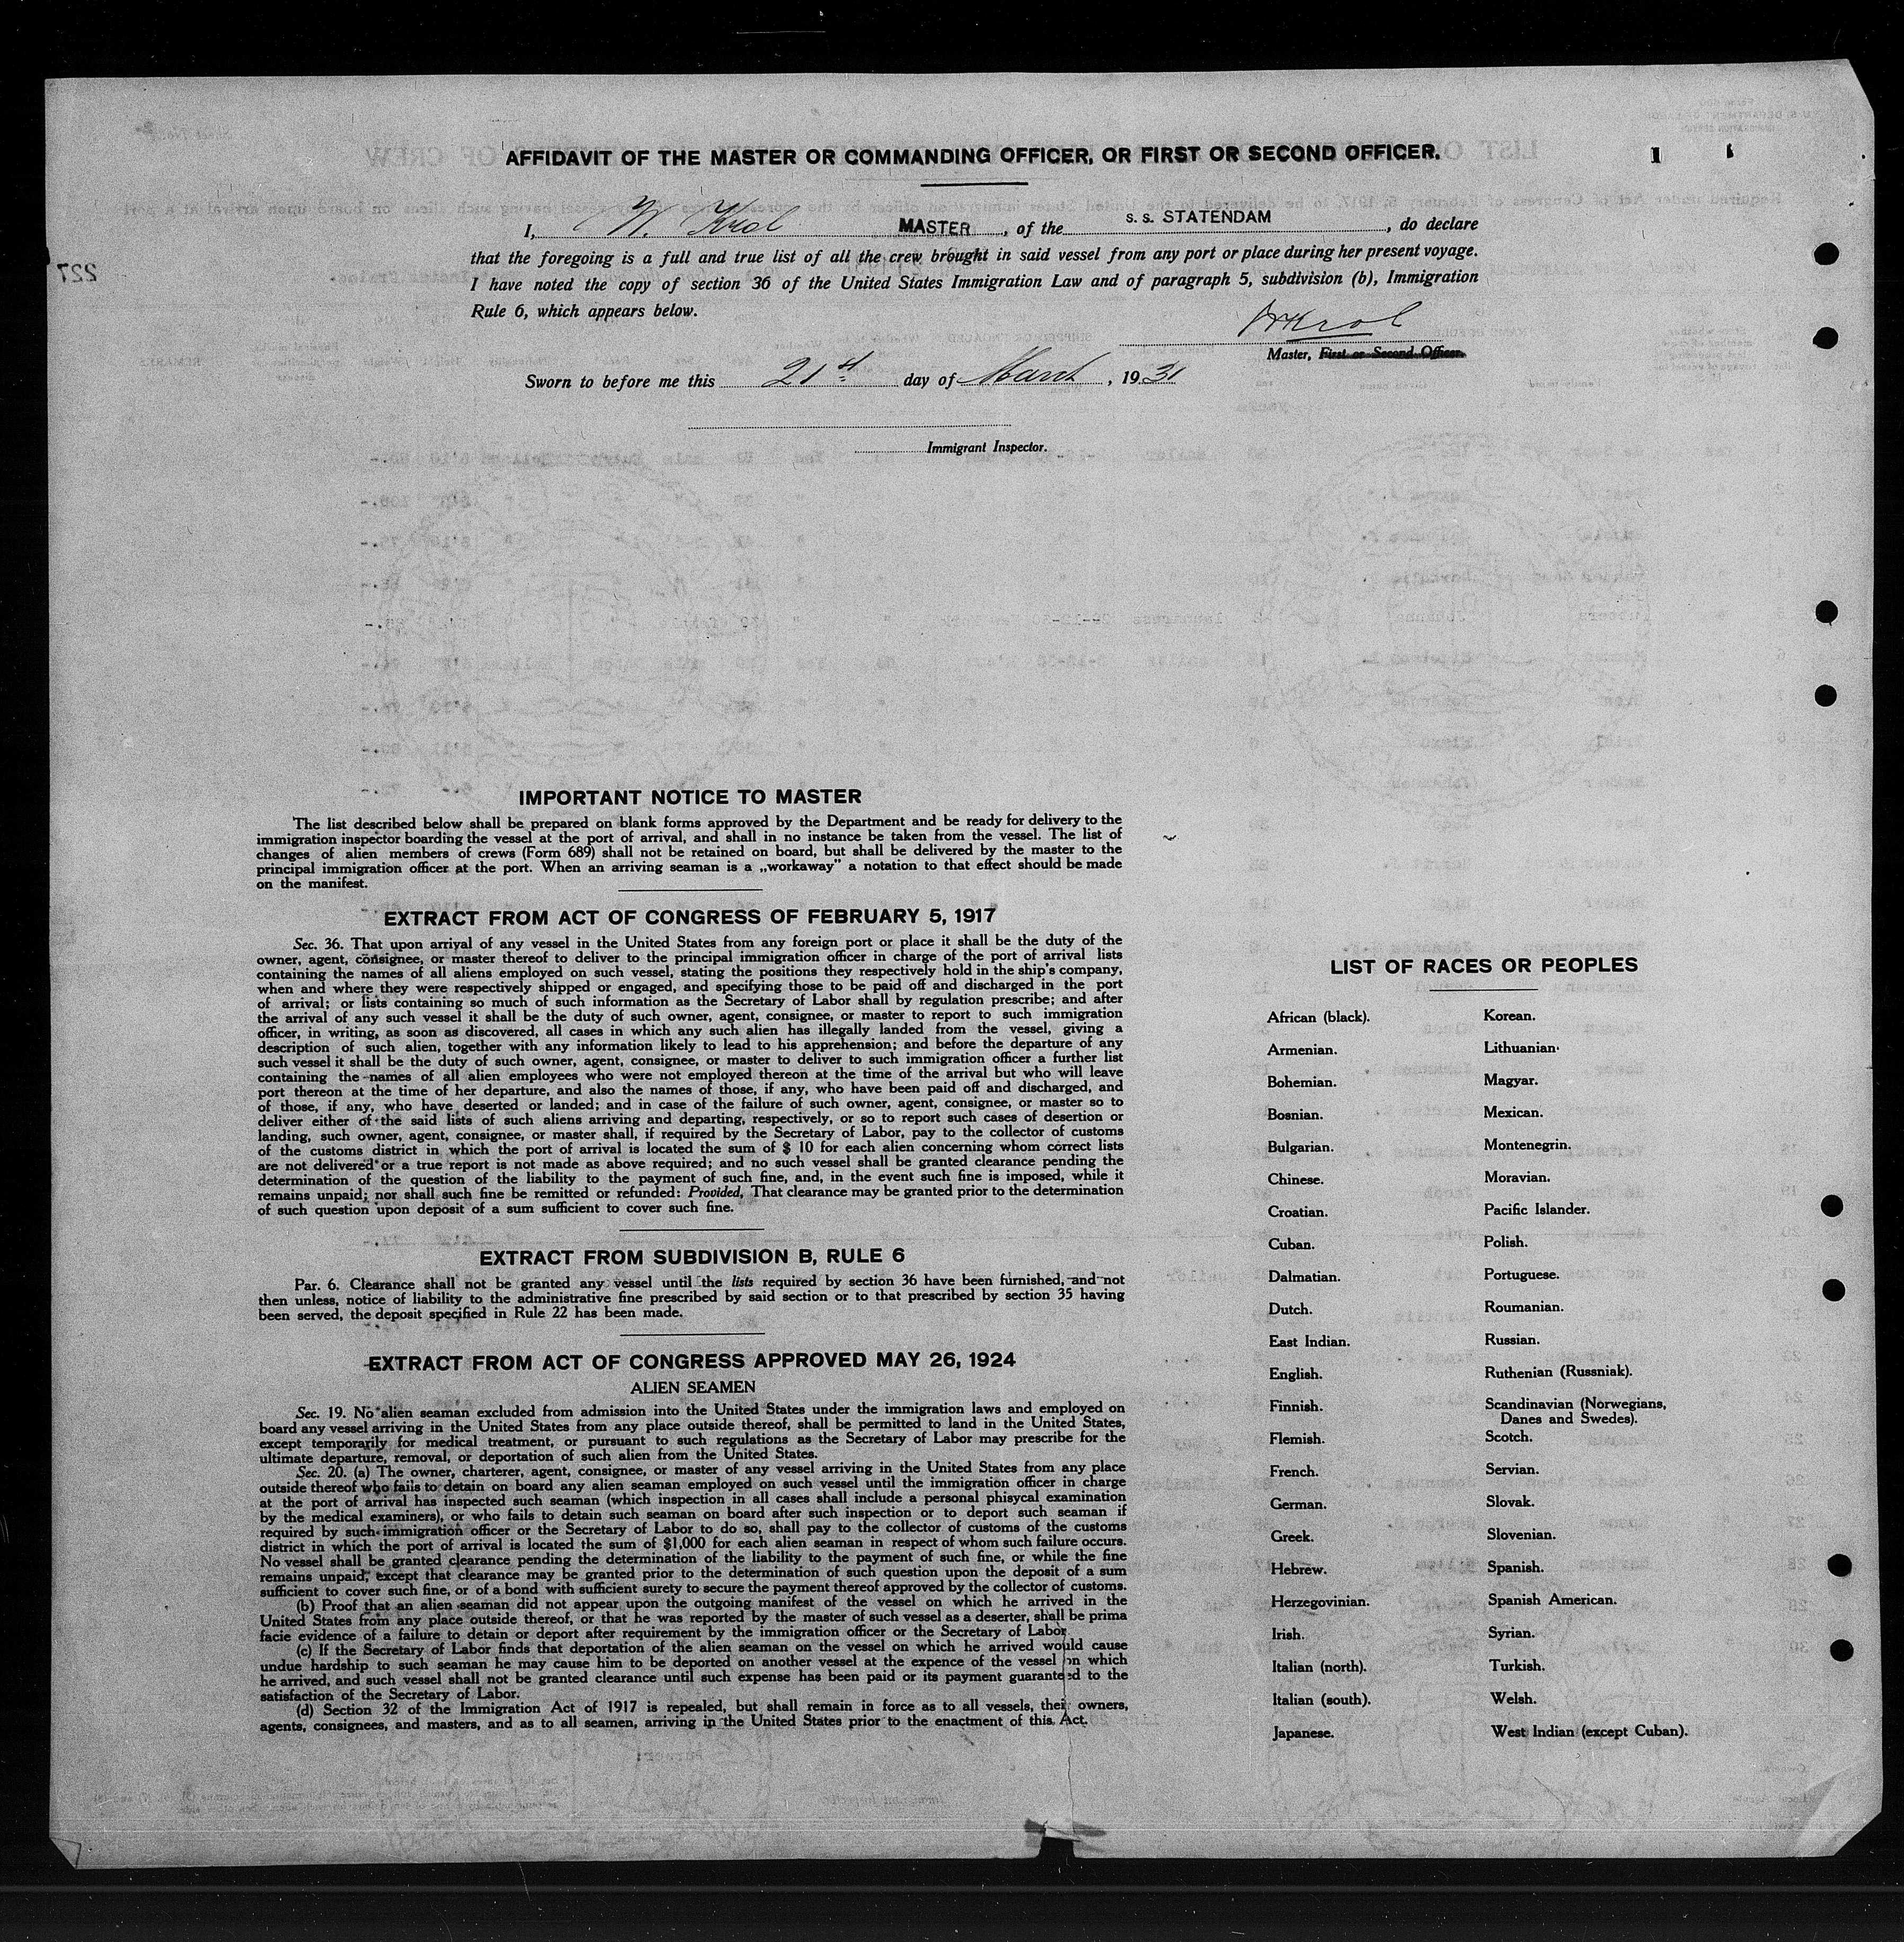 AFFIDAVIT OF THE MASTER OR COMMANDING OFFICER, OR FIRST OR SECOND OFFICER.
I, W. Krol MASTER, of the s. s. STATENDAM, do declare
that the foregoing is a full and true list of all the crew brought in said vessel from any port or place during her present voyage.
I have noted the copy of section 36 of the United States Immigration Law and of paragraph 5, subdivision (b), Immigration
Rule 6, which appears below.
WKrol
Master, First or Second Officer.
Sworn to before me this 21st day of March, 1931
Immigrant Inspector.
227
IMPORTANT NOTICE TO MASTER
The list described below shall be prepared on blank forms approved by the Department and be ready for delivery to the
immigration inspector boarding the vessel at the port of arrival, and shall in no instance be taken from the vessel. The list of
changes of alien members of crews (Form 689) shall not be retained on board, but shall be delivered by the master to the
principal immigration officer at the port. When an arriving seaman is a „workaway” a notation to that effect should be made
on the manifest.
EXTRACT FROM ACT OF CONGRESS OF FEBRUARY 5, 1917
Sec. 36. That upon arrival of any vessel in the United States from any foreign port or place it shall be the duty of the
owner, agent, consignee, or master thereof to deliver to the principal immigration officer in charge of the port of arrival lists
containing the names of all aliens employed on such vessel, stating the positions they respectively hold in the ship's company,
when and where they were respectively shipped or engaged, and specifying those to be paid off and discharged in the port
of arrival; or lists containing so much of such information as the Secretary of Labor shall by regulation prescribe; and after
the arrival of any such vessel it shall be the duty of such owner, agent, consignee, or master to report to such immigration
officer, in writing, as soon as discovered, all cases in which any such alien has illegally landed from the vessel, giving a
description of such alien, together with any information likely to lead to his apprehension; and before the departure of any
such vessel it shall be the duty of such owner, agent, consignee, or master to deliver to such immigration officer a further list
containing the names of all alien employees who were not employed thereon at the time of the arrival but who will leave
port thereon at the time of her departure, and also the names of those, if any, who have been paid off and discharged, and
of those, if any, who have deserted or landed; and in case of the failure of such owner, agent, consignee, or master so to
deliver either of the said lists of such aliens arriving and departing, respectively, or so to report such cases of desertion or
landing, such owner, agent, consignee, or master shall, if required by the Secretary of Labor, pay to the collector of customs
of the customs district in which the port of arrival is located the sum of $ 10 for each alien concerning whom correct lists
are not delivered or a true report is not made as above required; and no such vessel shall be granted clearance pending the
determination of the question of the liability to the payment of such fine, and, in the event such fine is imposed, while it
remains unpaid; nor shall such fine be remitted or refunded: Provided, That clearance may be granted prior to the determination
of such question upon deposit of a sum sufficient to cover such fine.
EXTRACT FROM SUBDIVISION B, RULE 6
Par. 6. Clearance shall not be granted any vessel until the lists required by section 36 have been furnished, and not
then unless, notice of liability to the administrative fine prescribed by said section or to that prescribed by section 35 having
been served, the deposit specified in Rule 22 has been made.
EXTRACT FROM ACT OF CONGRESS APPROVED MAY 26, 1924
ALIEN SEAMEN
Sec. 19. No alien seaman excluded from admission into the United States under the immigration laws and employed on
board any vessel arriving in the United States from any place outside thereof, shall be permitted to land in the United States,
except temporarily for medical treatment, or pursuant to such regulations as the Secretary of Labor may prescribe for the
ultimate departure, removal, or deportation of such alien from the United States.
Sec. 20. (a) The owner, charterer, agent, consignee, or master of any vessel arriving in the United States from any place
outside thereof who fails to detain on board any alien seaman employed on such vessel until the immigration officer in charge
at the port of arrival has inspected such seaman (which inspection in all cases shall include a personal phisycal examination
by the medical examiners), or who fails to detain such seaman on board after such inspection or to deport such seaman if
required by such immigration officer or the Secretary of Labor to do so, shall pay to the collector of customs of the customs
district in which the port of arrival is located the sum of $1,000 for each alien seaman in respect of whom such failure occurs.
No vessel shall be granted clearance pending the determination of the liability to the payment of such fine, or while the fine
remains unpaid, except that clearance may be granted prior to the determination of such question upon the deposit of a sum
sufficient to cover such fine, or of a bond with sufficient surety to secure the payment thereof approved by the collector of customs.
(b) Proof that an alien seaman did not appear upon the outgoing manifest of the vessel on which he arrived in the
United States from any place outside thereof, or that he was reported by the master of such vessel as a deserter, shall be prima
facie evidence of a failure to detain or deport after requirement by the immigration officer or the Secretary of Labor.
(c) If the Secretary of Labor finds that deportation of the alien seaman on the vessel on which he arrived would cause
undue hardship to such seaman he may cause him to be deported on another vessel at the expence of the vessel on which
he arrived, and such vessel shall not be granted clearance until such expense has been paid or its payment guaranteed to the
satisfaction of the Secretary of Labor.
(d) Section 32 of the Immigration Act of 1917 is repealed, but shall remain in force as to all vessels, their owners,
agents, consignees, and masters, and as to all seamen, arriving in the United States prior to the enactment of this Act.
LIST OF RACES OR PEOPLES
African (black).
Armenian.
Bohemian.
Bosnian.
Bulgarian.
Chinese.
Croatian.
Cuban.
Dalmatian.
Dutch.
East Indian.
English.
Finnish.
Flemish.
French.
German.
Greek.
Hebrew.
Herzegovinian.
Irish.
Italian (north).
Italian (south).
Japanese.
Korean.
Lithuanian.
Magyar.
Mexican.
Montenegrin.
Moravian.
Pacific Islander.
Polish.
Portuguese.
Roumanian.
Russian.
Ruthenian (Russniak).
Scandinavian (Norwegians,
Danes and Swedes).
Scotch.
Servian.
Slovak.
Slovenian.
Spanish.
Spanish American.
Syrian.
Turkish.
Welsh.
West Indian (except Cuban).